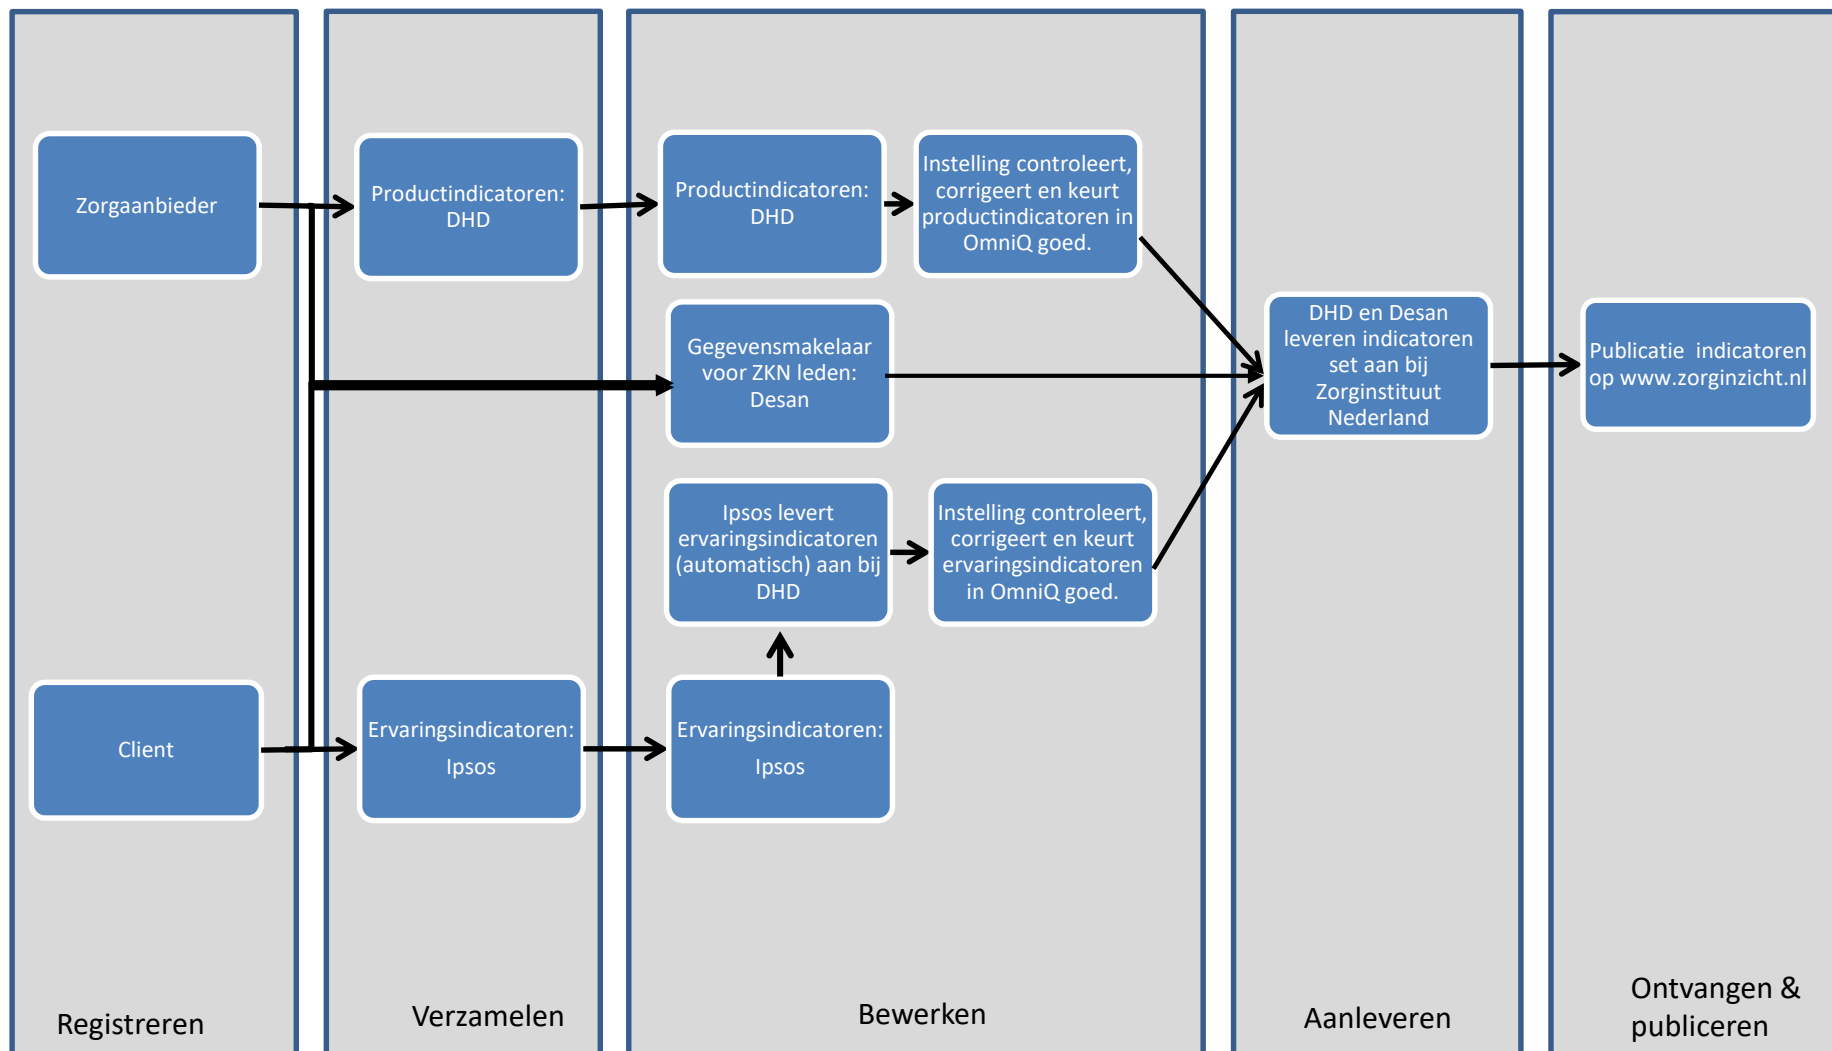 Zorgaanbieder
Client
Registreren
Productindicatoren:
DHD
Ervaringsindicatoren:
Ipsos
Verzamelen
Productindicatoren:
DHD
Instelling controleert,
corrigeert en keurt
productindicatoren in
OmniQ goed.
Gegevensmakelaar
voor ZKN leden:
Desan
Ipsos levert
ervaringsindicatoren
(automatisch) aan bij
DHD
Instelling controleert,
corrigeert en keurt
ervaringsindicatoren
in OmniQ goed.
Ervaringsindicatoren:
Ipsos
Bewerken
DHD en Desan
leveren indicatoren
set aan bij
Zorginstituut
Nederland
Aanleveren
Publicatie indicatoren
op www.zorginzicht.nl
Ontvangen &
publiceren